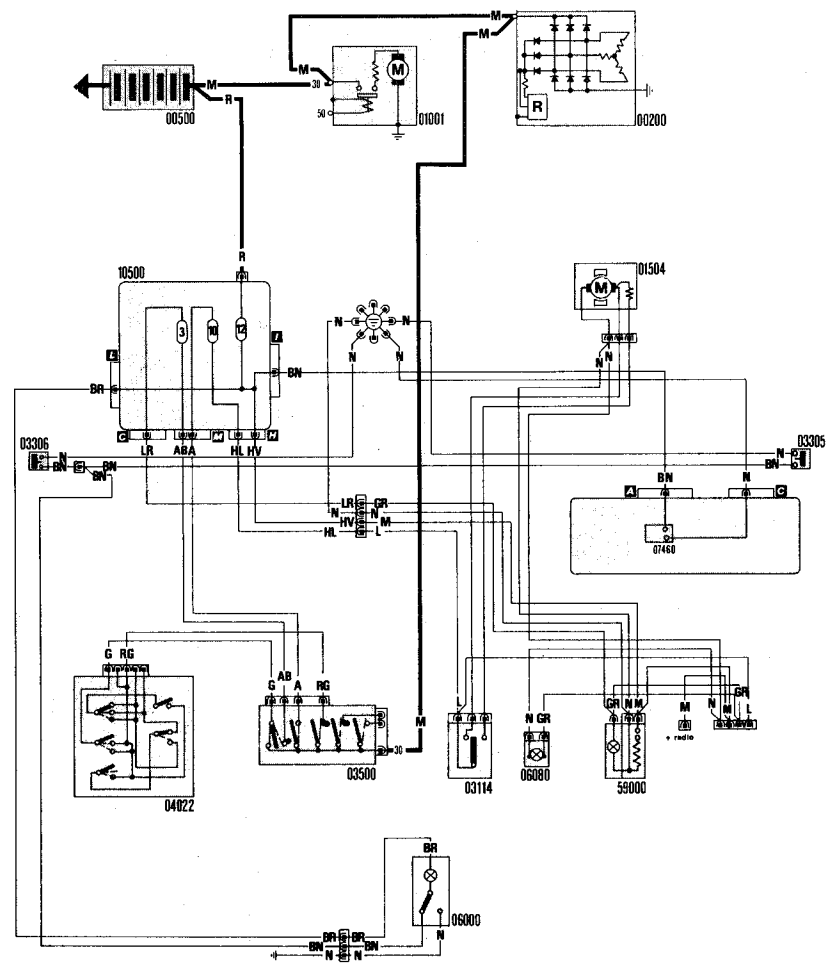 M
M
M
30
50
M
01001
R
00200
M
R
00500
R
10500
3
10
12
L
I
BR
BN
N
N
N
N
01504
M
N
N
C
M
H
LR
AB
A
HL
HV
03306
N
BN
BN
BN
03305
N
BN
BN
N
A
C
07460
LR
GR
N
N
HV
M
HL
L
G
RG
04022
G
AB
A
RG
M
30
03500
L
03114
N
GR
06080
GR
N
M
59000
M
+ radio
N
M
GR
L
BR
06000
N
BR
BR
BN
BN
N
N